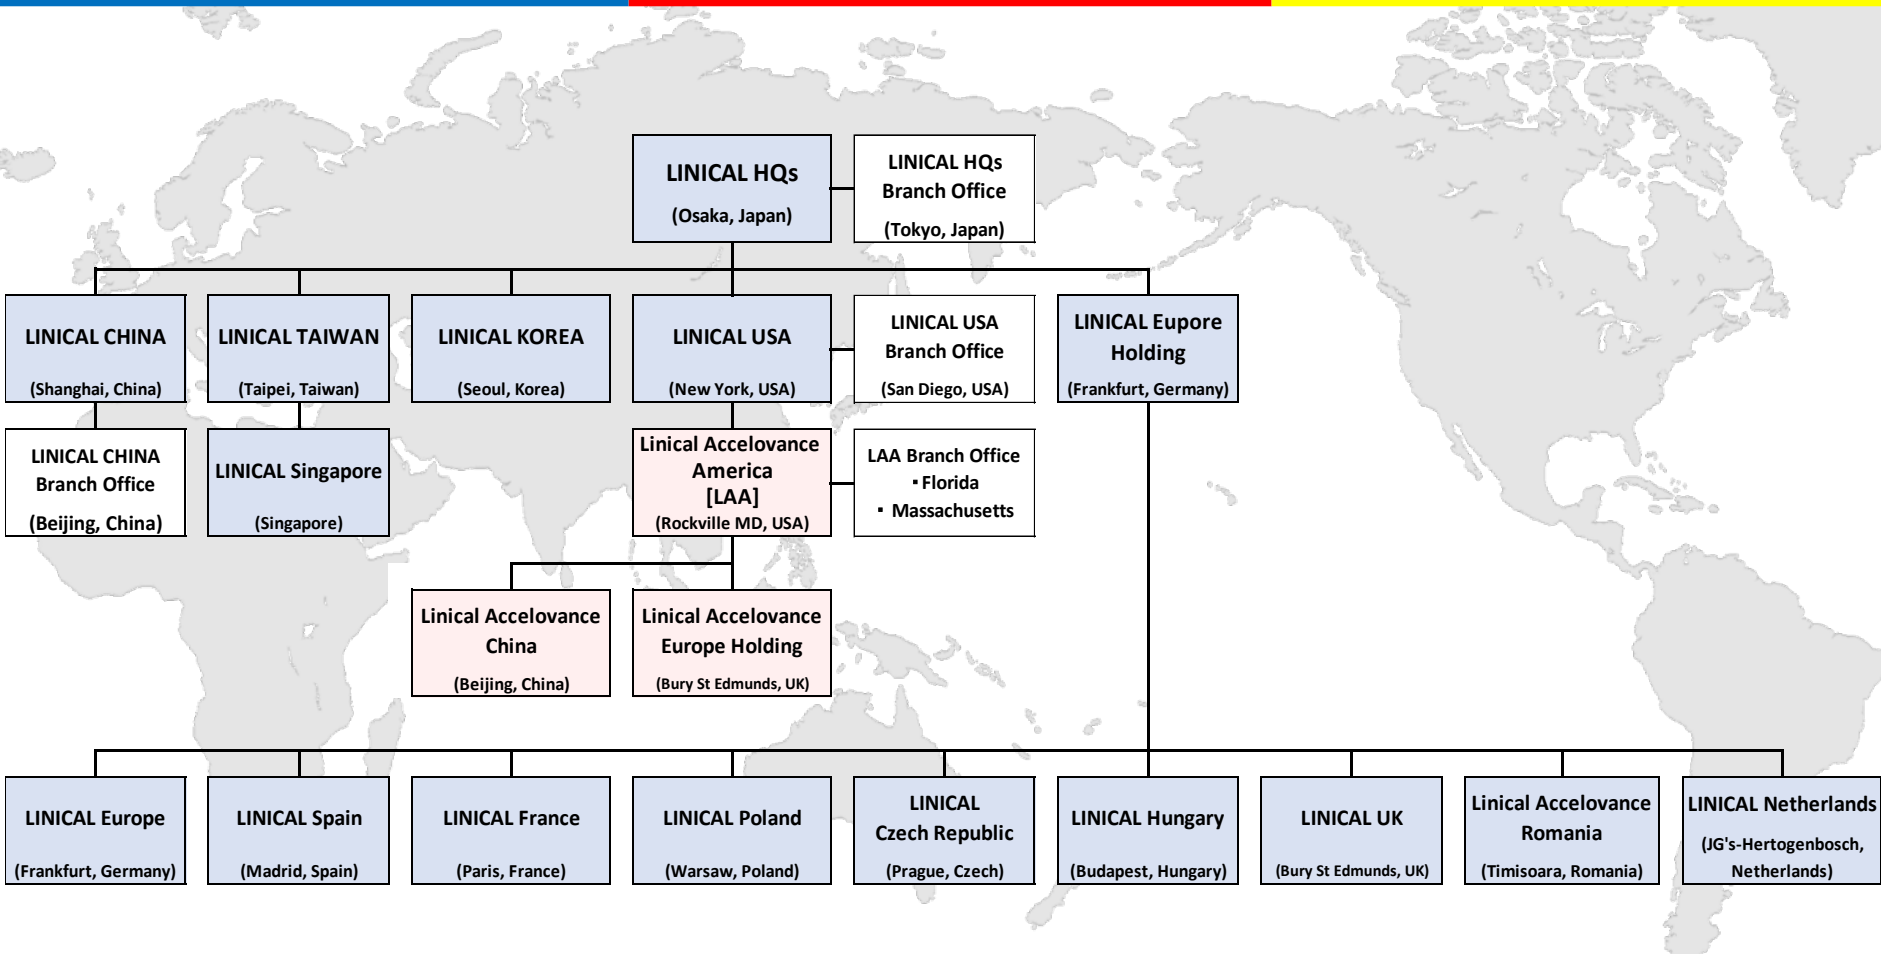 LINICAL HQs
(Osaka, Japan)
LINICAL HQs
Branch Office
(Tokyo, Japan)
LINICAL CHINA
(Shanghai, China)
LINICAL TAIWAN
(Taipei, Taiwan)
LINICAL KOREA
(Seoul, Korea)
LINICAL USA
(New York, USA)
LINICAL USA
Branch Office
(San Diego, USA)
LINICAL Eupore
Holding
(Frankfurt, Germany)
LINICAL CHINA
Branch Office
(Beijing, China)
LINICAL Singapore
(Singapore)
Linical Accelovance
America
[LAA]
(Rockville MD, USA)
LAA Branch Office
▪ Florida
▪ Massachusetts
Linical Accelovance
China
(Beijing, China)
Linical Accelovance
Europe Holding
(Bury St Edmunds, UK)
LINICAL Europe
(Frankfurt, Germany)
LINICAL Spain
(Madrid, Spain)
LINICAL France
(Paris, France)
LINICAL Poland
(Warsaw, Poland)
LINICAL
Czech Republic
(Prague, Czech)
LINICAL Hungary
(Budapest, Hungary)
LINICAL UK
(Bury St Edmunds, UK)
Linical Accelovance
Romania
(Timisoara, Romania)
LINICAL Netherlands
(JG's-Hertogenbosch,
Netherlands)